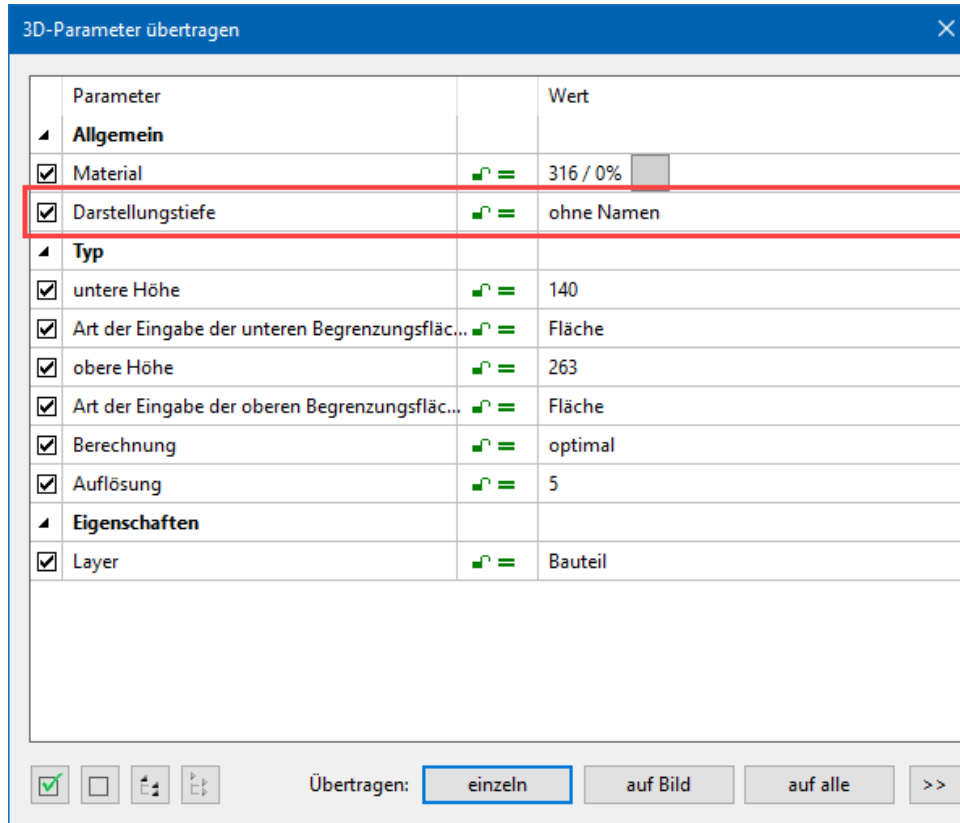 3D-Parameter übertragen
Parameter Wert
Allgemein
Material 316 / 0%
Darstellungstiefe ohne Namen
Typ
untere Höhe 140
Art der Eingabe der unteren Begrenzungsfläc... Fläche
obere Höhe 263
Art der Eingabe der oberen Begrenzungsfläc... Fläche
Berechnung optimal
Auflösung 5
Eigenschaften
Layer Bauteil
Übertragen: einzeln auf Bild auf alle >>